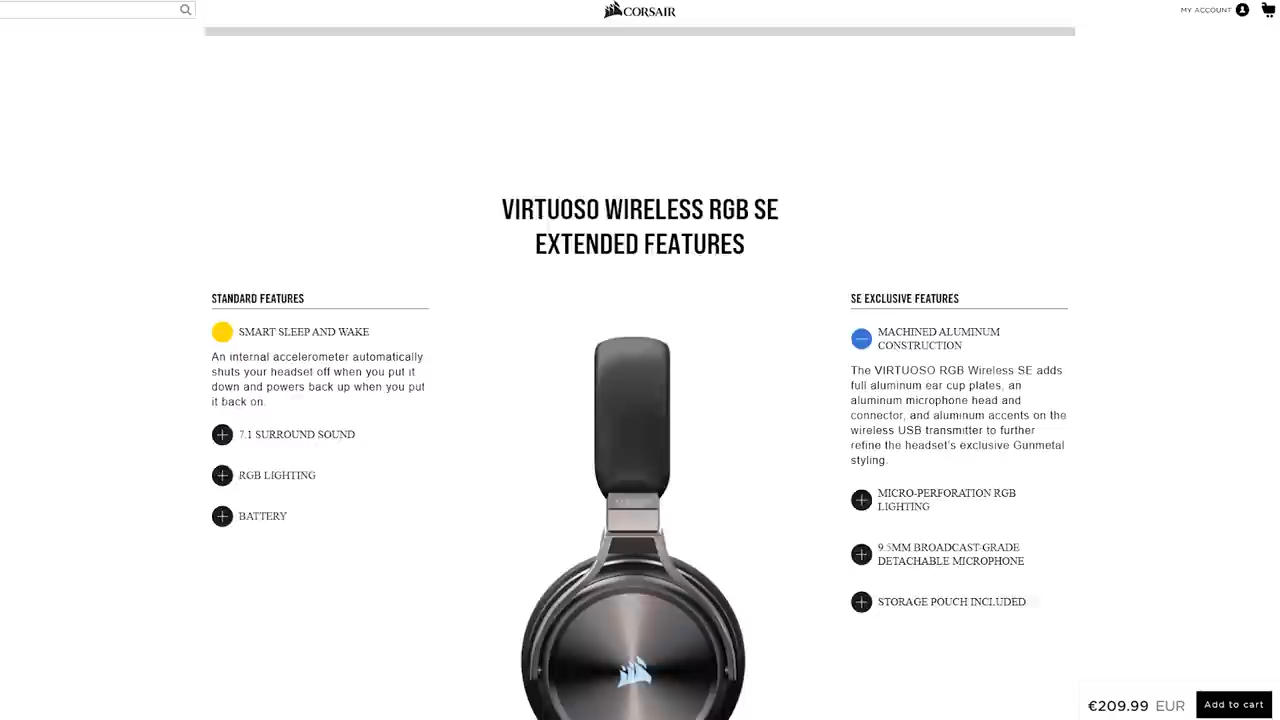 CORSAIR
MY ACCOUNT
VIRTUOSO WIRELESS RGB SE
EXTENDED FEATURES
STANDARD FEATURES
SMART SLEEP AND WAKE
An internal accelerometer automatically
shuts your headset off when you put it
down and powers back up when you put
it back on.
7.1 SURROUND SOUND
RGB LIGHTING
BATTERY
SE EXCLUSIVE FEATURES
MACHINED ALUMINUM
CONSTRUCTION
The VIRTUOSO RGB Wireless SE adds
full aluminum ear cup plates, an
aluminum microphone head and
connector, and aluminum accents on the
wireless USB transmitter to further
refine the headset's exclusive Gunmetal
styling.
MICRO-PERFORATION RGB
LIGHTING
9.5MM BROADCAST-GRADE
DETACHABLE MICROPHONE
STORAGE POUCH INCLUDED
€209.99 EUR
Add to cart